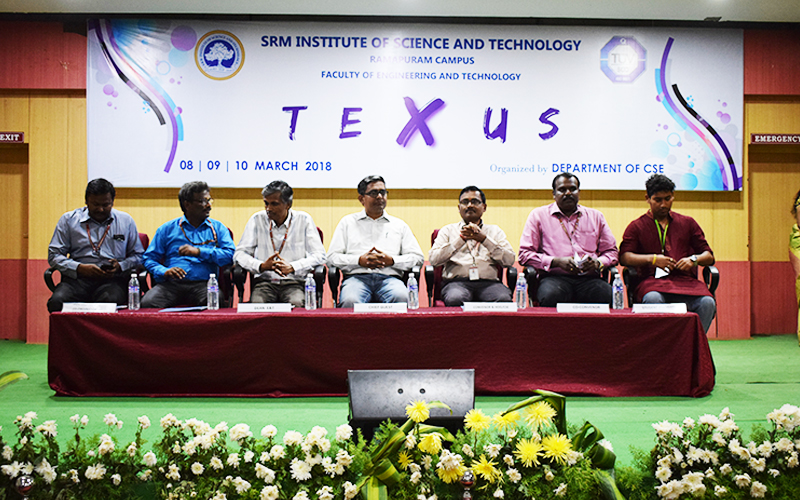 SRM INSTITUTE OF SCIENCE AND TECHNOLOGY
RAMAPURAM CAMPUS
FACULTY OF ENGINEERING AND TECHNOLOGY
TEXUS
08 | 09 | 10 MARCH 2018
Organized by DEPARTMENT OF CSE
EXIT
EMERGENCY